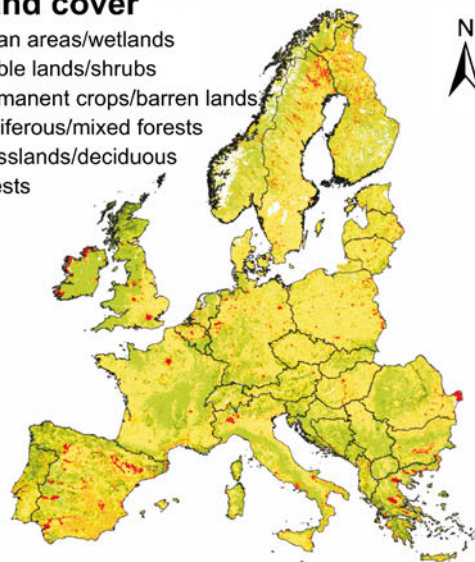 nd cover
an areas/wetlands
ble lands/shrubs
manent crops/barren lands
iferous/mixed forests
sslands/deciduous
ests
N